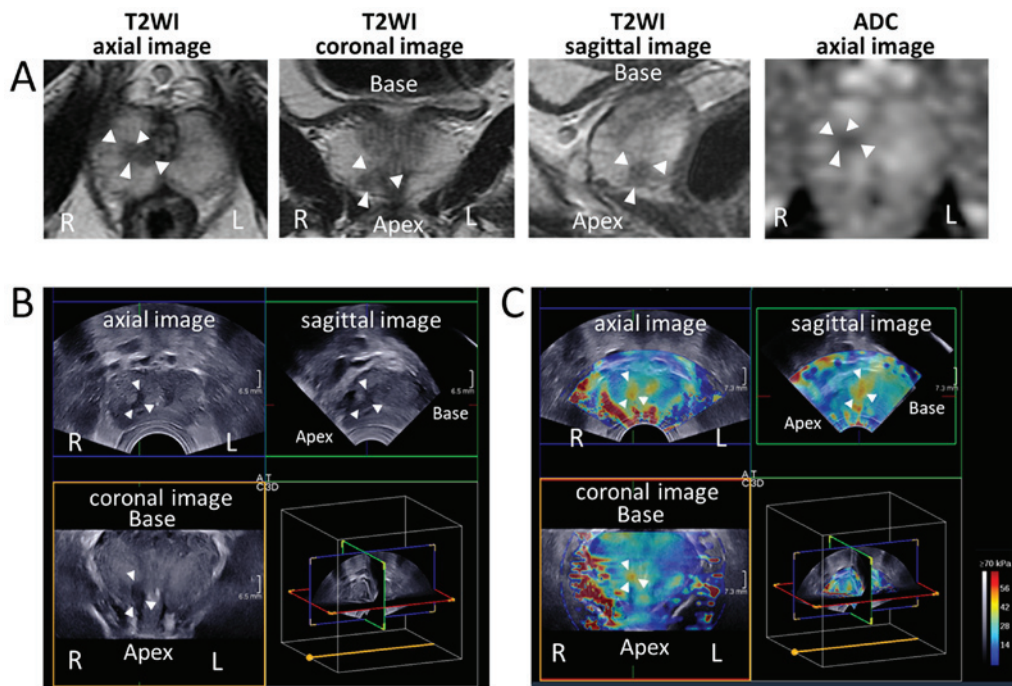 T2WI
axial image
T2WI
coronal image
T2WI
sagittal image
ADC
axial image
A
R
L
Base
R
Apex
L
Base
Apex
R
L
B
axial image
6.5 mm
R
L
sagittal image
6.5 mm
Apex
Base
A.T
C:3D
coronal image
Base
6.5 mm
R
Apex
L
C
axial image
7.3 mm
R
L
sagittal image
7.3 mm
Apex
Base
A.T
C:3D
coronal image
Base
7.3 mm
R
Apex
L
≥70 kPa
56
42
28
14